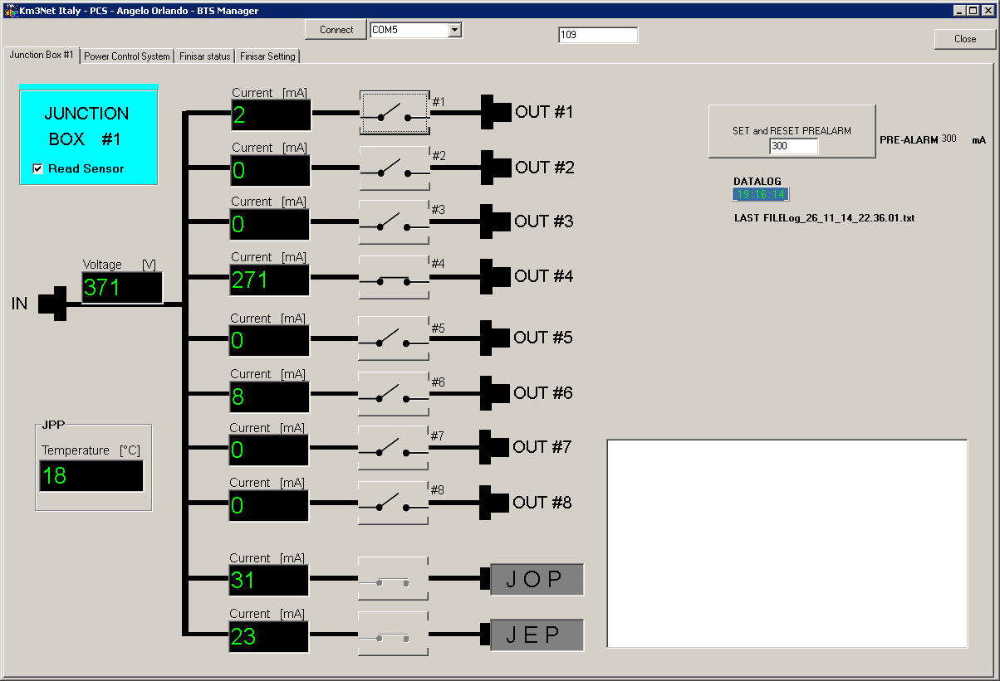 Km3Net Italy - PCS - Angelo Orlando - BTS Manager
Connect
COM5
109
Close
Junction Box #1
Power Control System
Finisar status
Finisar Setting
JUNCTION
BOX #1
Read Sensor
Current [mA]
2
#1
OUT #1
Current [mA]
0
#2
OUT #2
Current [mA]
0
#3
OUT #3
Current [mA]
271
#4
OUT #4
Current [mA]
0
#5
OUT #5
Current [mA]
8
#6
OUT #6
Current [mA]
0
#7
OUT #7
Current [mA]
0
#8
OUT #8
Current [mA]
31
J O P
Current [mA]
23
J E P
Voltage [V]
371
IN
JPP
Temperature [°C]
18
SET and RESET PREALARM
300
PRE-ALARM 300 mA
DATALOG
19:16:14
LAST FILELog_26_11_14_22.36.01.txt